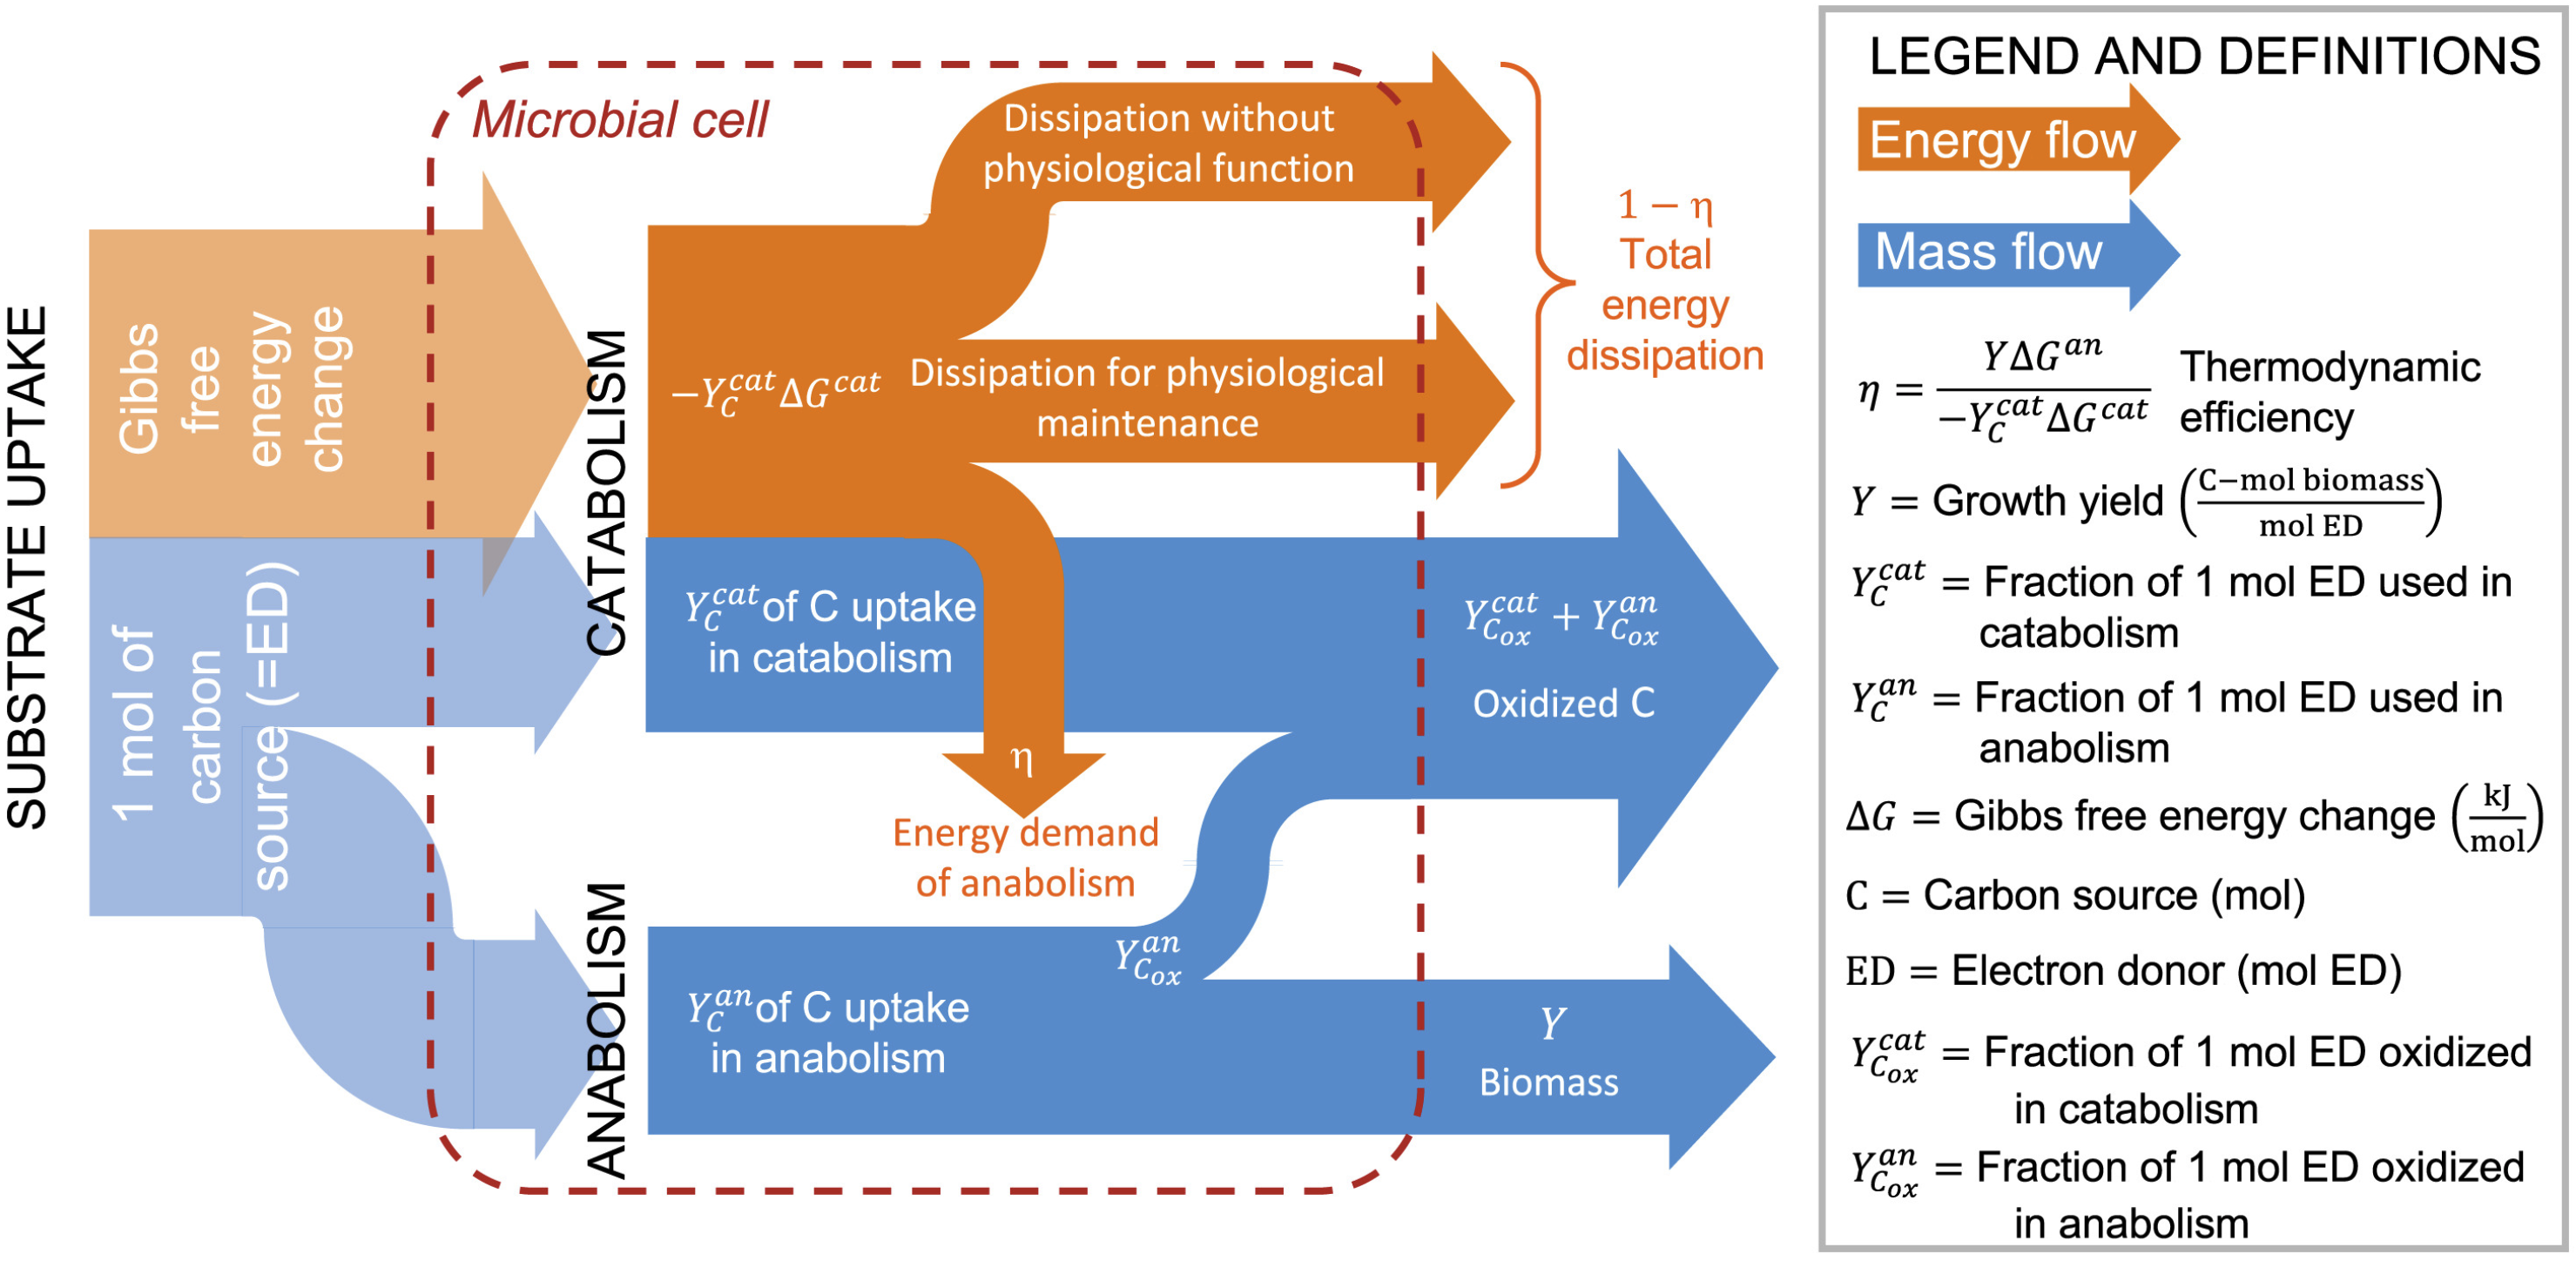 SUBSTRATE UPTAKE
Gibbs
free
energy
change
1 mol of
carbon
source (=ED)
Microbial cell
CATABOLISM
ANABOLISM
Dissipation without
physiological function
−Y_C^cat ΔG^cat
Dissipation for physiological
maintenance
1 − η
Total
energy
dissipation
Y_C^cat of C uptake
in catabolism
Y_Cox^cat + Y_Cox^an
Oxidized C
η
Energy demand
of anabolism
Y_Cox^an
Y_C^an of C uptake
in anabolism
Y
Biomass
LEGEND AND DEFINITIONS
Energy flow
Mass flow
η = YΔG^an / −Y_C^cat ΔG^cat Thermodynamic
efficiency
Y = Growth yield (C−mol biomass / mol ED)
Y_C^cat = Fraction of 1 mol ED used in
catabolism
Y_C^an = Fraction of 1 mol ED used in
anabolism
ΔG = Gibbs free energy change (kJ / mol)
C = Carbon source (mol)
ED = Electron donor (mol ED)
Y_Cox^cat = Fraction of 1 mol ED oxidized
in catabolism
Y_Cox^an = Fraction of 1 mol ED oxidized
in anabolism